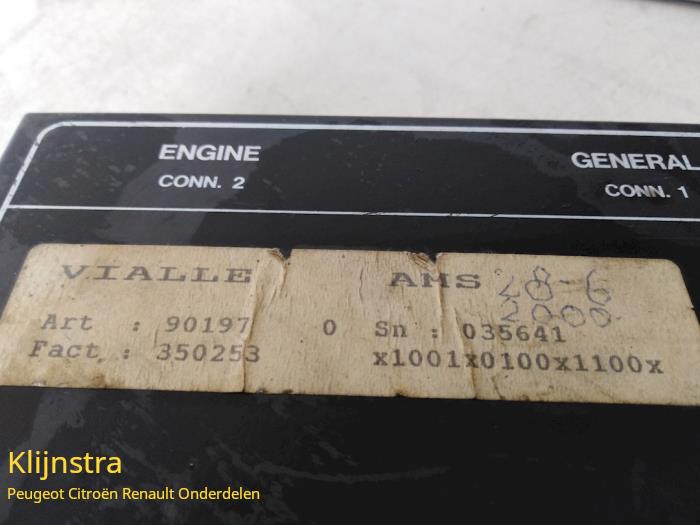 ENGINE
CONN. 2
GENERAL
CONN. 1
VIALLE AMS 28-6
2000.
Art : 90197 0 Sn : 035641
Fact : 350253 x1001x0100x1100x
Klijnstra
Peugeot Citroën Renault Onderdelen